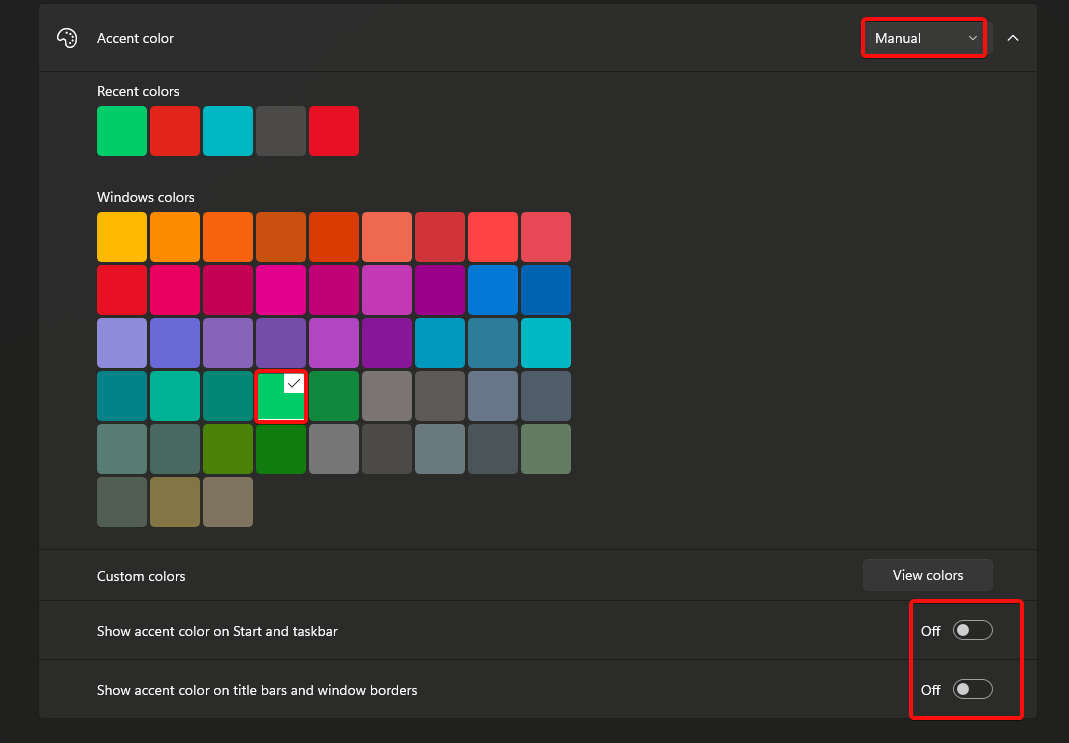 Accent color
Manual
Recent colors
Windows colors
Custom colors
View colors
Show accent color on Start and taskbar
Off
Show accent color on title bars and window borders
Off